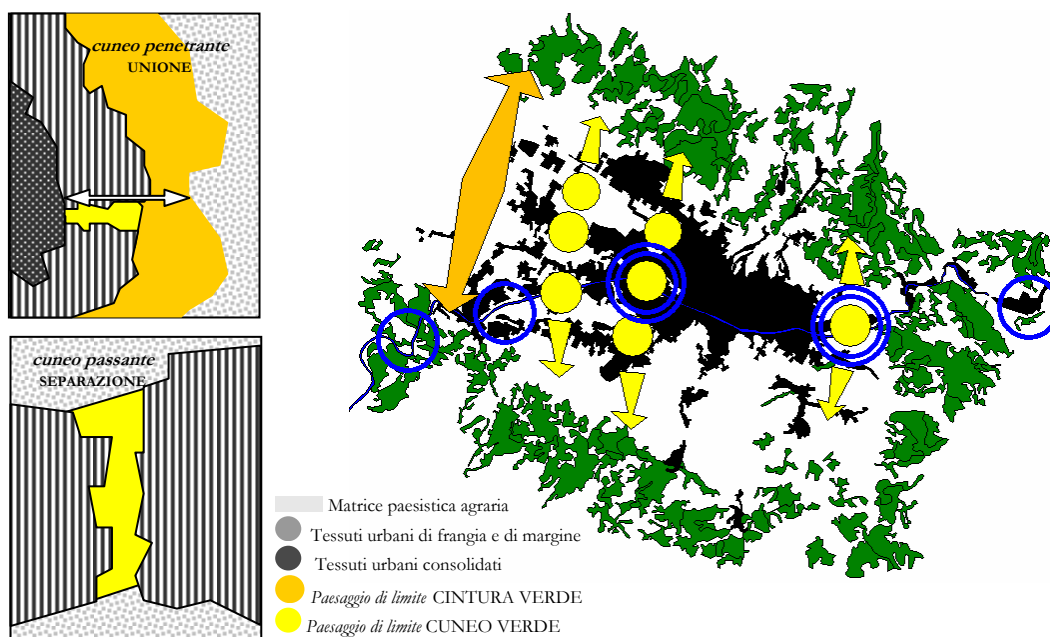 cuneo penetrante
UNIONE
cuneo passante
SEPARAZIONE
Matrice paesistica agraria
Tessuti urbani di frangia e di margine
Tessuti urbani consolidati
Paesaggio di limite CINTURA VERDE
Paesaggio di limite CUNEO VERDE